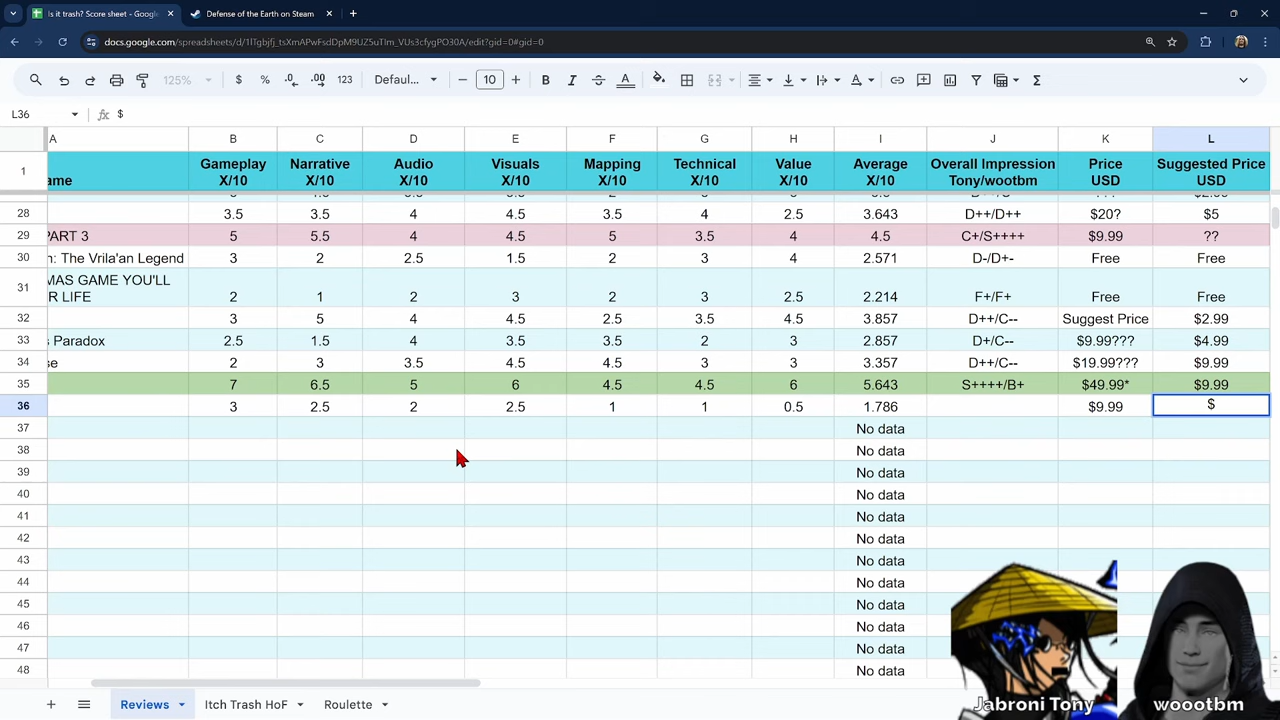 Is it trash? Score sheet - Google
Defense of the Earth on Steam
docs.google.com/spreadsheets/d/1lTgbjfj_tsXmAPwFsdDpM9UZ5uTlm_VUs3cfygPO30A/edit?gid=0#gid=0
125% $ % .0 .00 123 Defaul... 10 B I A
L36 $
A B C D E F G H I J K L
1 ame Gameplay X/10 Narrative X/10 Audio X/10 Visuals X/10 Mapping X/10 Technical X/10 Value X/10 Average X/10 Overall Impression Tony/wootbm Price USD Suggested Price USD
28 3.5 3.5 4 4.5 3.5 4 2.5 3.643 D++/D++ $20? $5
29 PART 3 5 5.5 4 4.5 5 3.5 4 4.5 C+/S++++ $9.99 ??
30 n: The Vrila'an Legend 3 2 2.5 1.5 2 3 4 2.571 D-/D+- Free Free
31 MAS GAME YOU'LL
R LIFE 2 1 2 3 2 3 2.5 2.214 F+/F+ Free Free
32 3 5 4 4.5 2.5 3.5 4.5 3.857 D++/C-- Suggest Price $2.99
33 s Paradox 2.5 1.5 4 3.5 3.5 2 3 2.857 D+/C-- $9.99??? $4.99
34 se 2 3 3.5 4.5 4.5 3 3 3.357 D++/C-- $19.99??? $9.99
35 7 6.5 5 6 4.5 4.5 6 5.643 S++++/B+ $49.99* $9.99
36 3 2.5 2 2.5 1 1 0.5 1.786 $9.99 $
37 No data
38 No data
39 No data
40 No data
41 No data
42 No data
43 No data
44 No data
45 No data
46 No data
47 No data
48 No data
Jabroni Tony woootbm
Reviews Itch Trash HoF Roulette